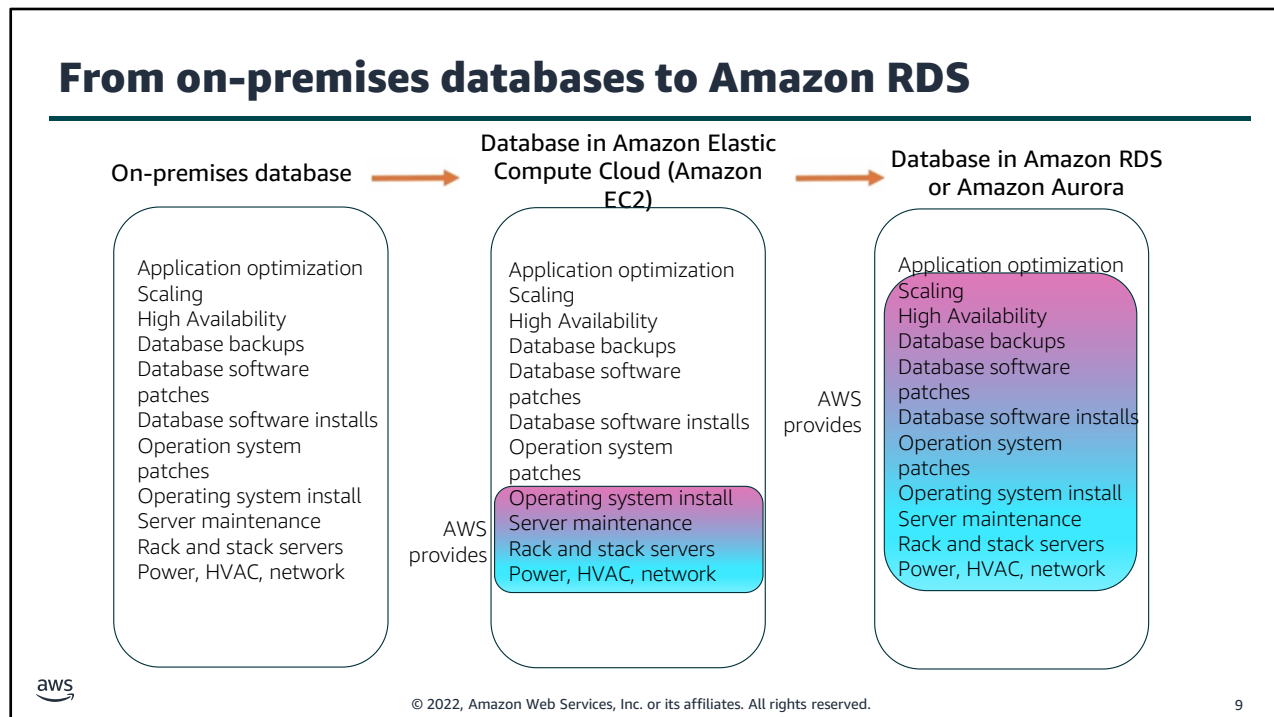 From on-premises databases to Amazon RDS
On-premises database
Database in Amazon Elastic
Compute Cloud (Amazon
EC2)
Database in Amazon RDS
or Amazon Aurora
Application optimization
Scaling
High Availability
Database backups
Database software
patches
Database software installs
Operation system
patches
Operating system install
Server maintenance
Rack and stack servers
Power, HVAC, network
AWS
provides
Application optimization
Scaling
High Availability
Database backups
Database software
patches
Database software installs
Operation system
patches
Operating system install
Server maintenance
Rack and stack servers
Power, HVAC, network
AWS
provides
Application optimization
Scaling
High Availability
Database backups
Database software
patches
Database software installs
Operation system
patches
Operating system install
Server maintenance
Rack and stack servers
Power, HVAC, network
aws
© 2022, Amazon Web Services, Inc. or its affiliates. All rights reserved.
9